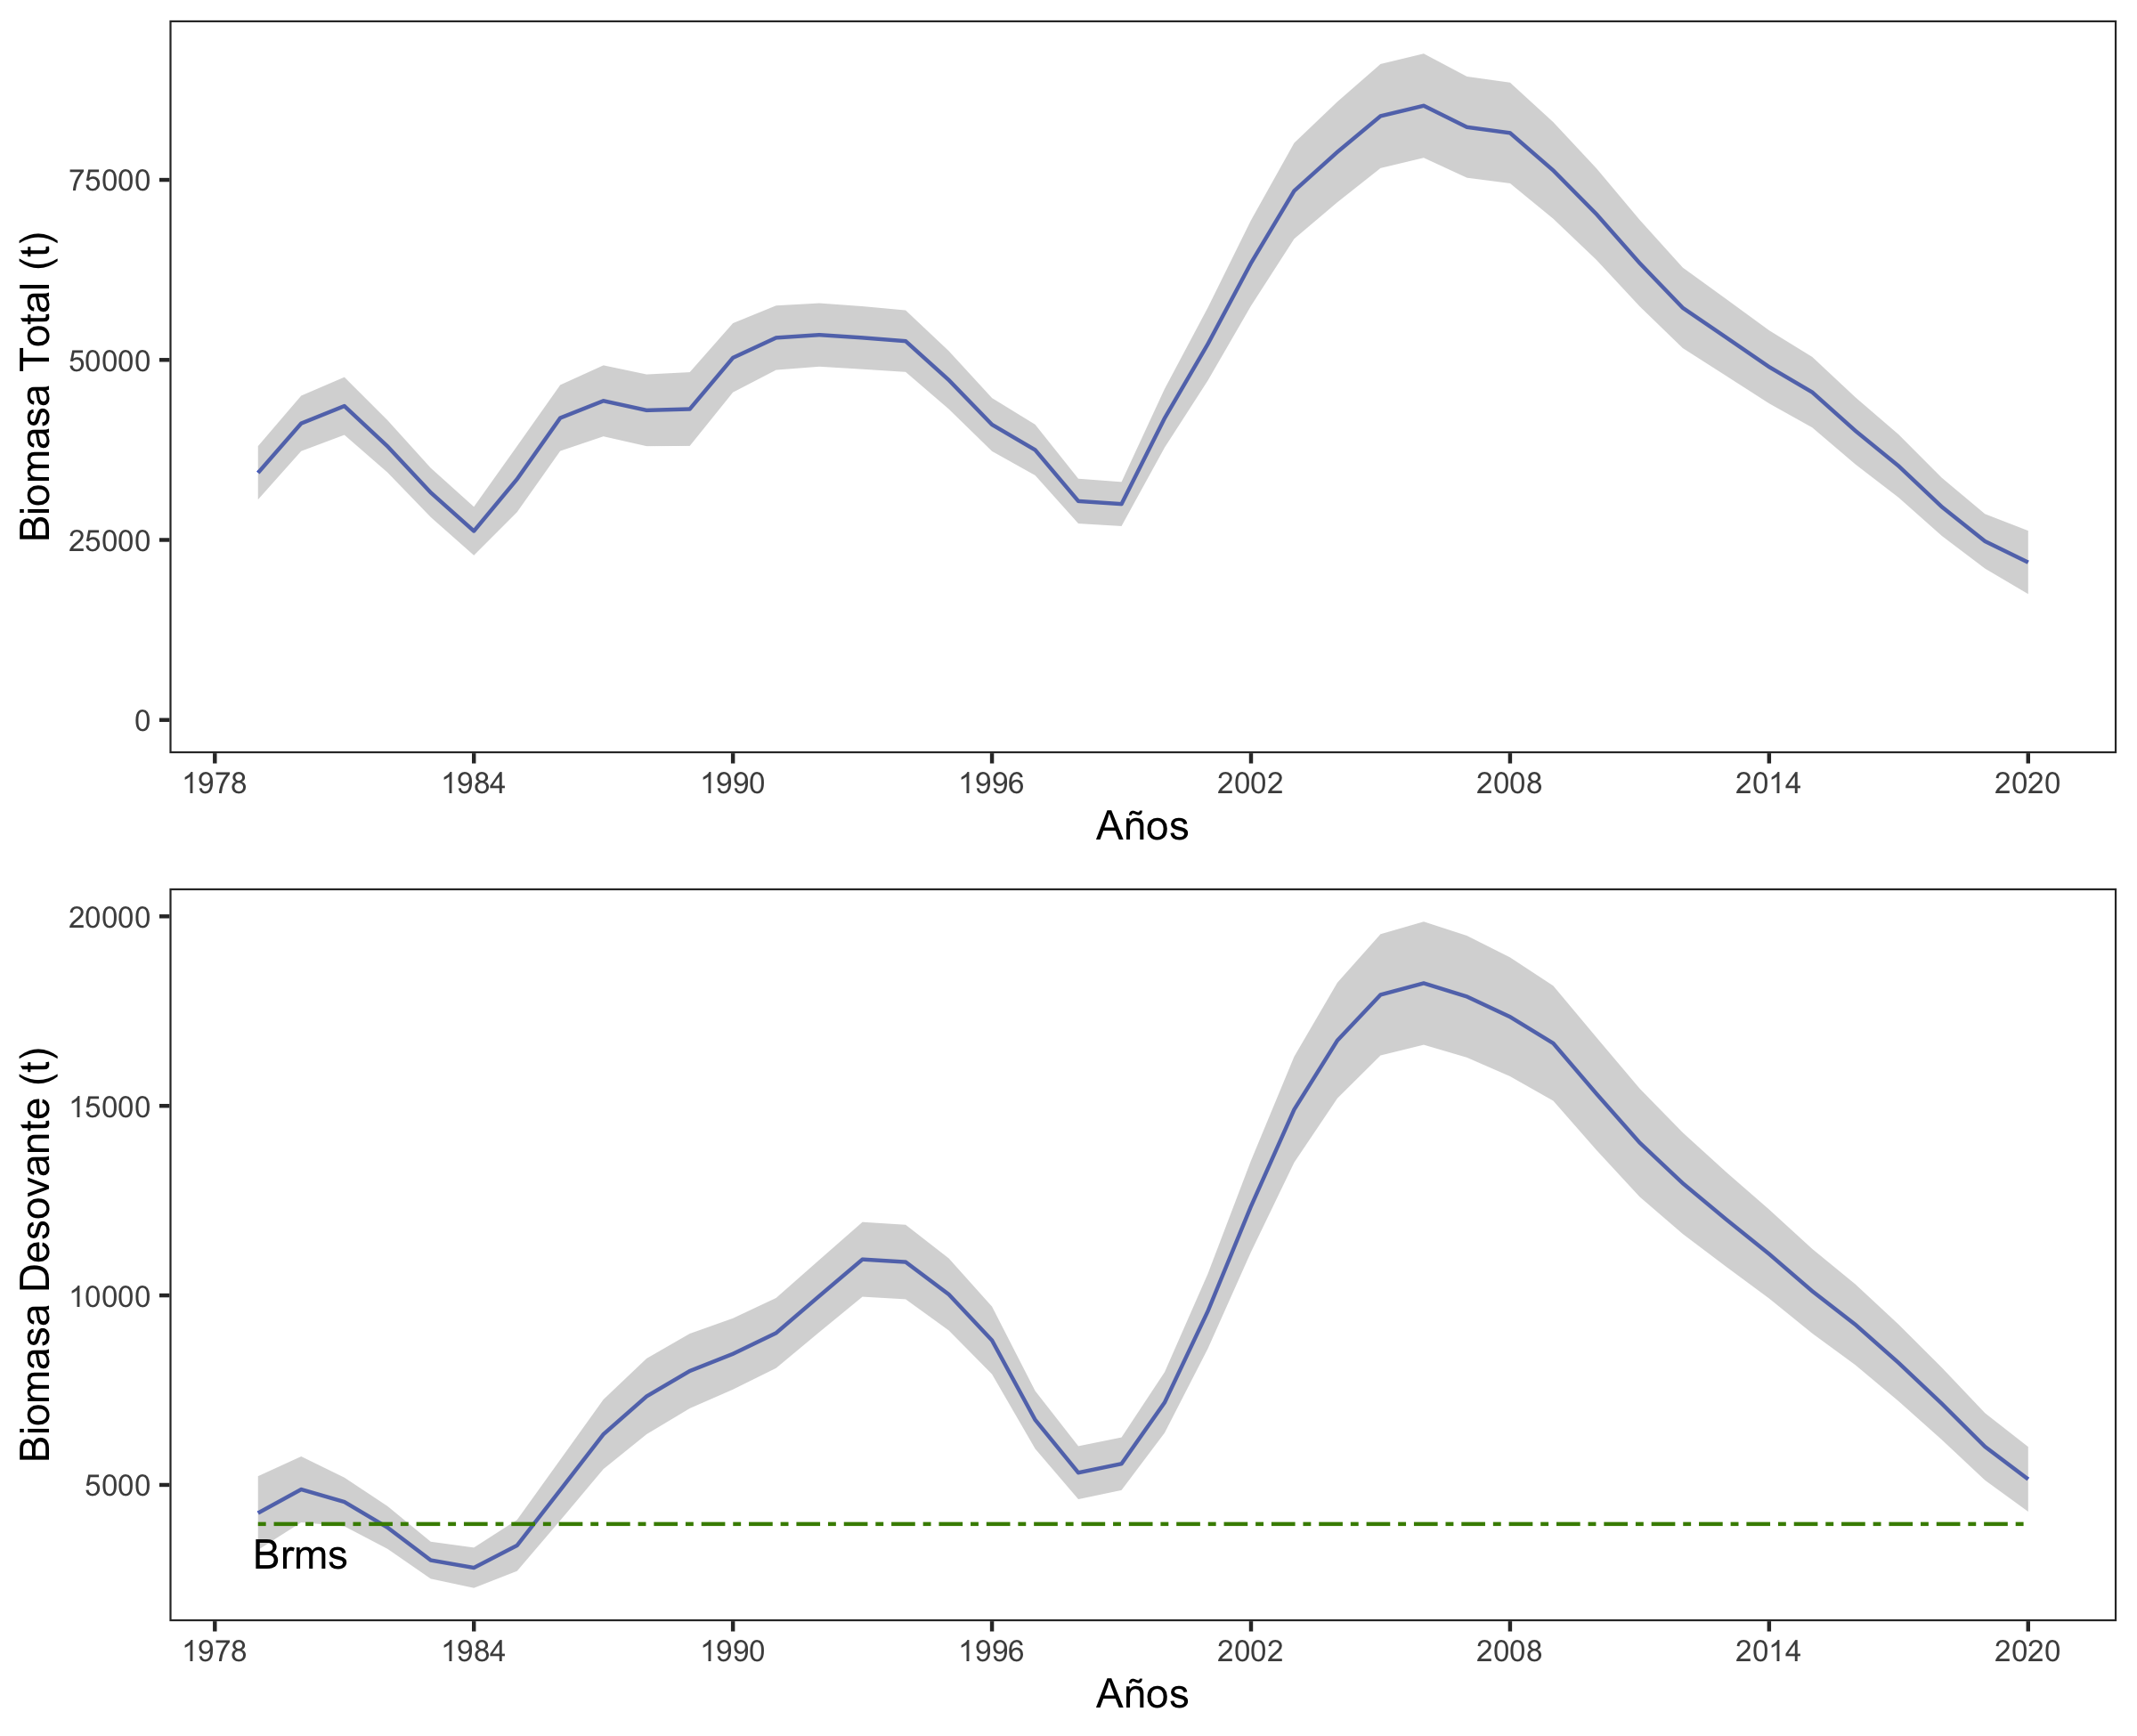 Biomasa Total (t)
75000
50000
25000
0
1978 1984 1990 1996 2002 2008 2014 2020
Años
Biomasa Desovante (t)
20000
15000
10000
5000
Brms
1978 1984 1990 1996 2002 2008 2014 2020
Años